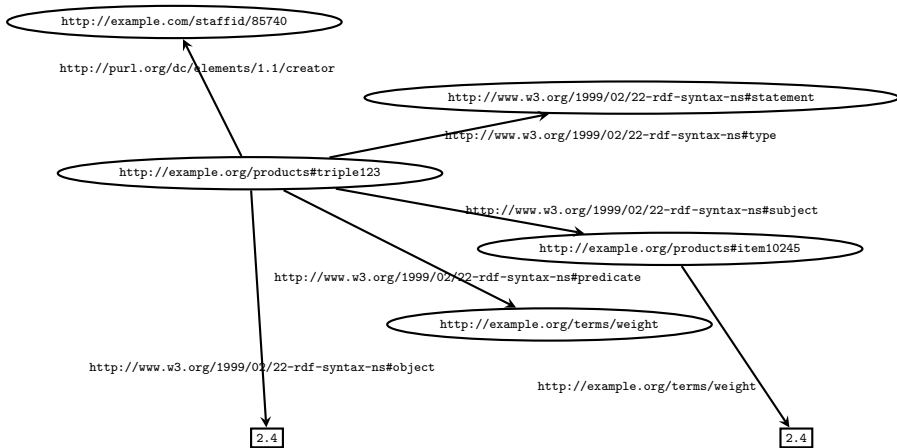 http://example.com/staffid/85740
http://purl.org/dc/elements/1.1/creator
http://www.w3.org/1999/02/22-rdf-syntax-ns#statement
http://www.w3.org/1999/02/22-rdf-syntax-ns#type
http://example.org/products#triple123
http://www.w3.org/1999/02/22-rdf-syntax-ns#subject
http://example.org/products#item10245
http://www.w3.org/1999/02/22-rdf-syntax-ns#predicate
http://example.org/terms/weight
http://www.w3.org/1999/02/22-rdf-syntax-ns#object
http://example.org/terms/weight
2.4
2.4